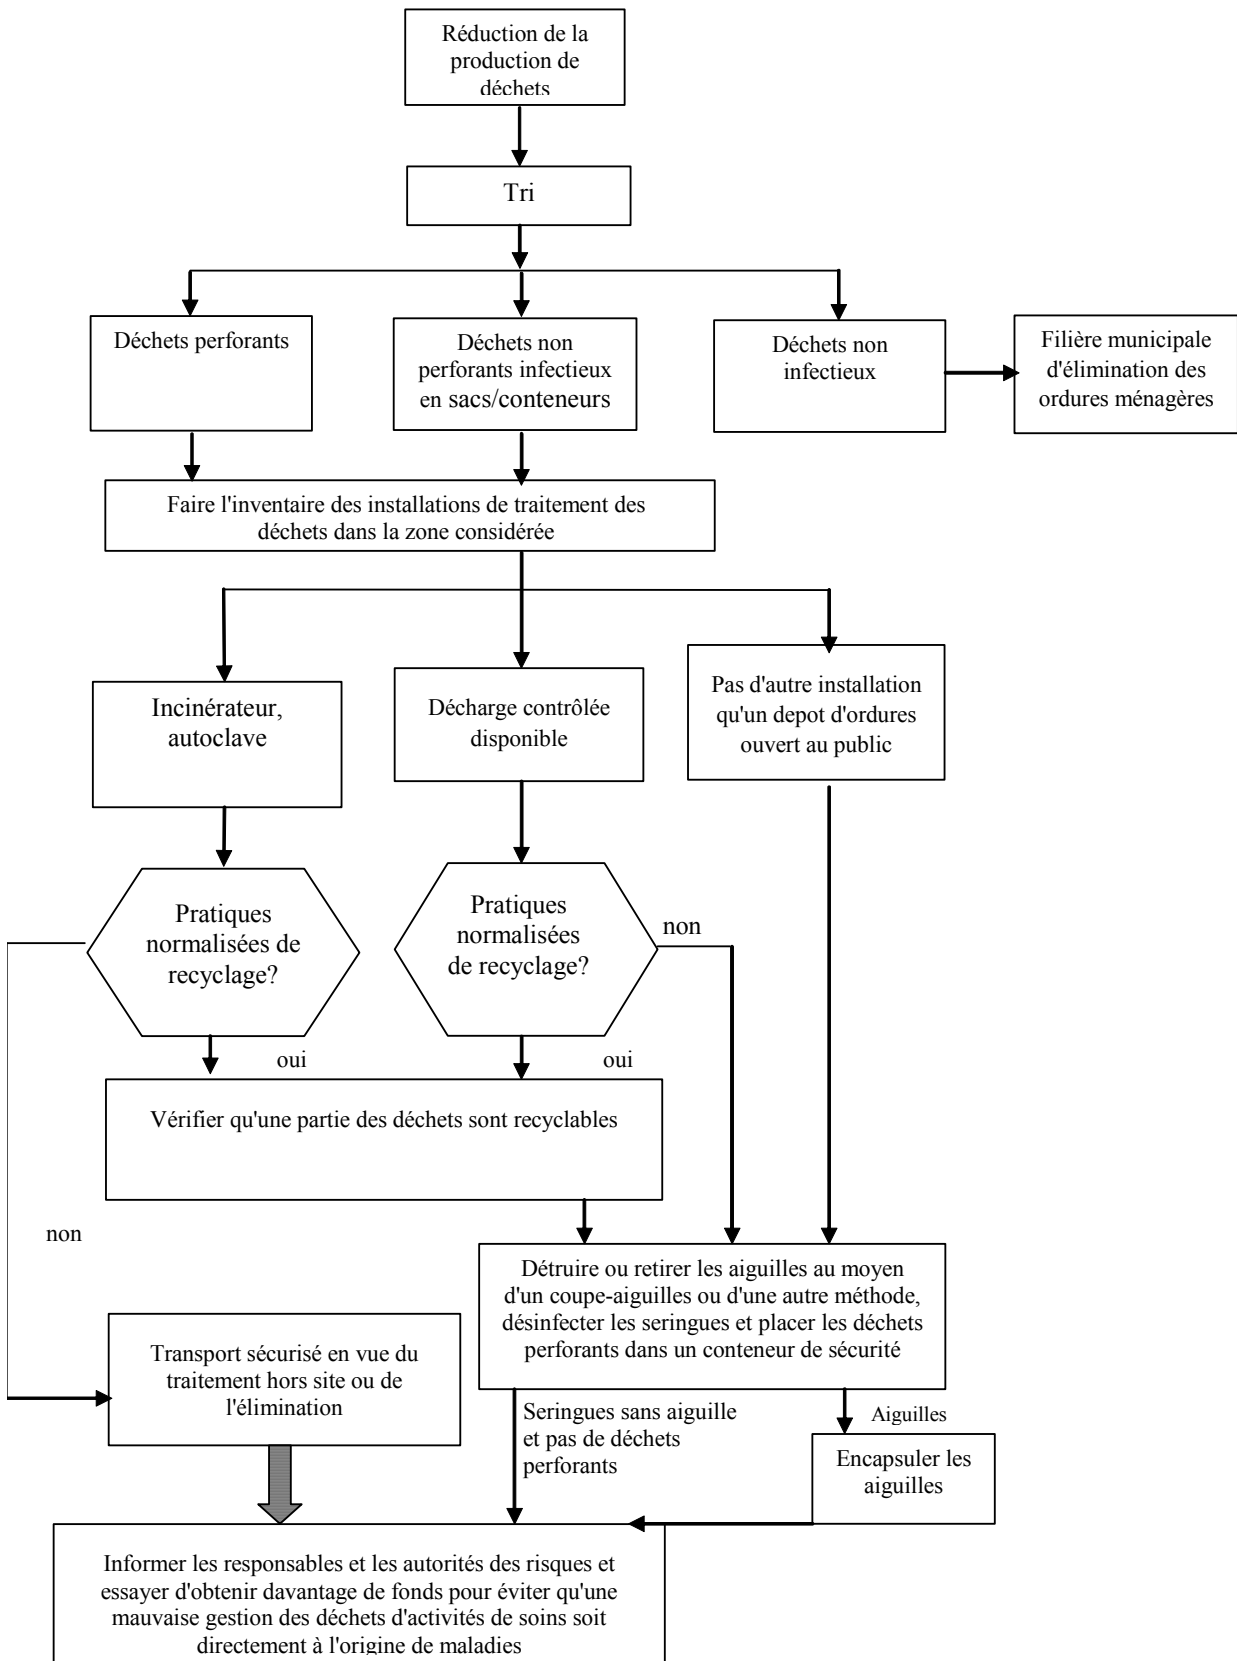 Réduction de la
production de
déchets
Tri
Déchets perforants
Déchets non
perforants infectieux
en sacs/conteneurs
Déchets non
infectieux
Filière municipale
d'élimination des
ordures ménagères
Faire l'inventaire des installations de traitement des
déchets dans la zone considérée
Incinérateur,
autoclave
Décharge contrôlée
disponible
Pas d'autre installation
qu'un depot d'ordures
ouvert au public
Pratiques
normalisées de
recyclage?
Pratiques
normalisées
de recyclage?
non
oui
oui
Vérifier qu'une partie des déchets sont recyclables
non
Détruire ou retirer les aiguilles au moyen
d'un coupe-aiguilles ou d'une autre méthode,
désinfecter les seringues et placer les déchets
perforants dans un conteneur de sécurité
Transport sécurisé en vue du
traitement hors site ou de
l'élimination
Seringues sans aiguille
et pas de déchets
perforants
Aiguilles
Encapsuler les
aiguilles
Informer les responsables et les autorités des risques et
essayer d'obtenir davantage de fonds pour éviter qu'une
mauvaise gestion des déchets d'activités de soins soit
directement à l'origine de maladies